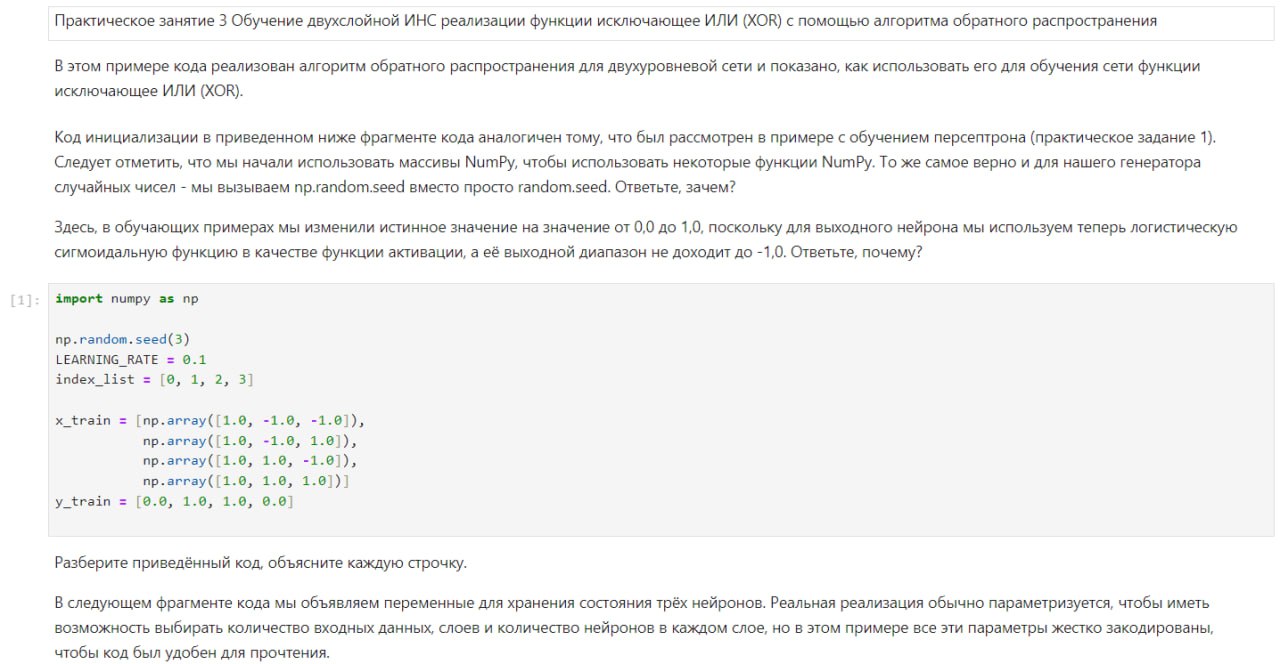 Практическое занятие 3 Обучение двухслойной ИНС реализации функции исключающее ИЛИ (XOR) с помощью алгоритма обратного распространения
В этом примере кода реализован алгоритм обратного распространения для двухуровневой сети и показано, как использовать его для обучения сети функции
исключающее ИЛИ (XOR).
Код инициализации в приведенном ниже фрагменте кода аналогичен тому, что был рассмотрен в примере с обучением персептрона (практическое задание 1).
Следует отметить, что мы начали использовать массивы NumPy, чтобы использовать некоторые функции NumPy. То же самое верно и для нашего генератора
случайных чисел - мы вызываем np.random.seed вместо просто random.seed. Ответьте, зачем?
Здесь, в обучающих примерах мы изменили истинное значение на значение от 0,0 до 1,0, поскольку для выходного нейрона мы используем теперь логистическую
сигмоидальную функцию в качестве функции активации, а её выходной диапазон не доходит до -1,0. Ответьте, почему?
[1]: import numpy as np
np.random.seed(3)
LEARNING_RATE = 0.1
index_list = [0, 1, 2, 3]
x_train = [np.array([1.0, -1.0, -1.0]),
np.array([1.0, -1.0, 1.0]),
np.array([1.0, 1.0, -1.0]),
np.array([1.0, 1.0, 1.0])]
y_train = [0.0, 1.0, 1.0, 0.0]
Разберите приведённый код, объясните каждую строчку.
В следующем фрагменте кода мы объявляем переменные для хранения состояния трёх нейронов. Реальная реализация обычно параметризуется, чтобы иметь
возможность выбирать количество входных данных, слоев и количество нейронов в каждом слое, но в этом примере все эти параметры жестко закодированы,
чтобы код был удобен для прочтения.